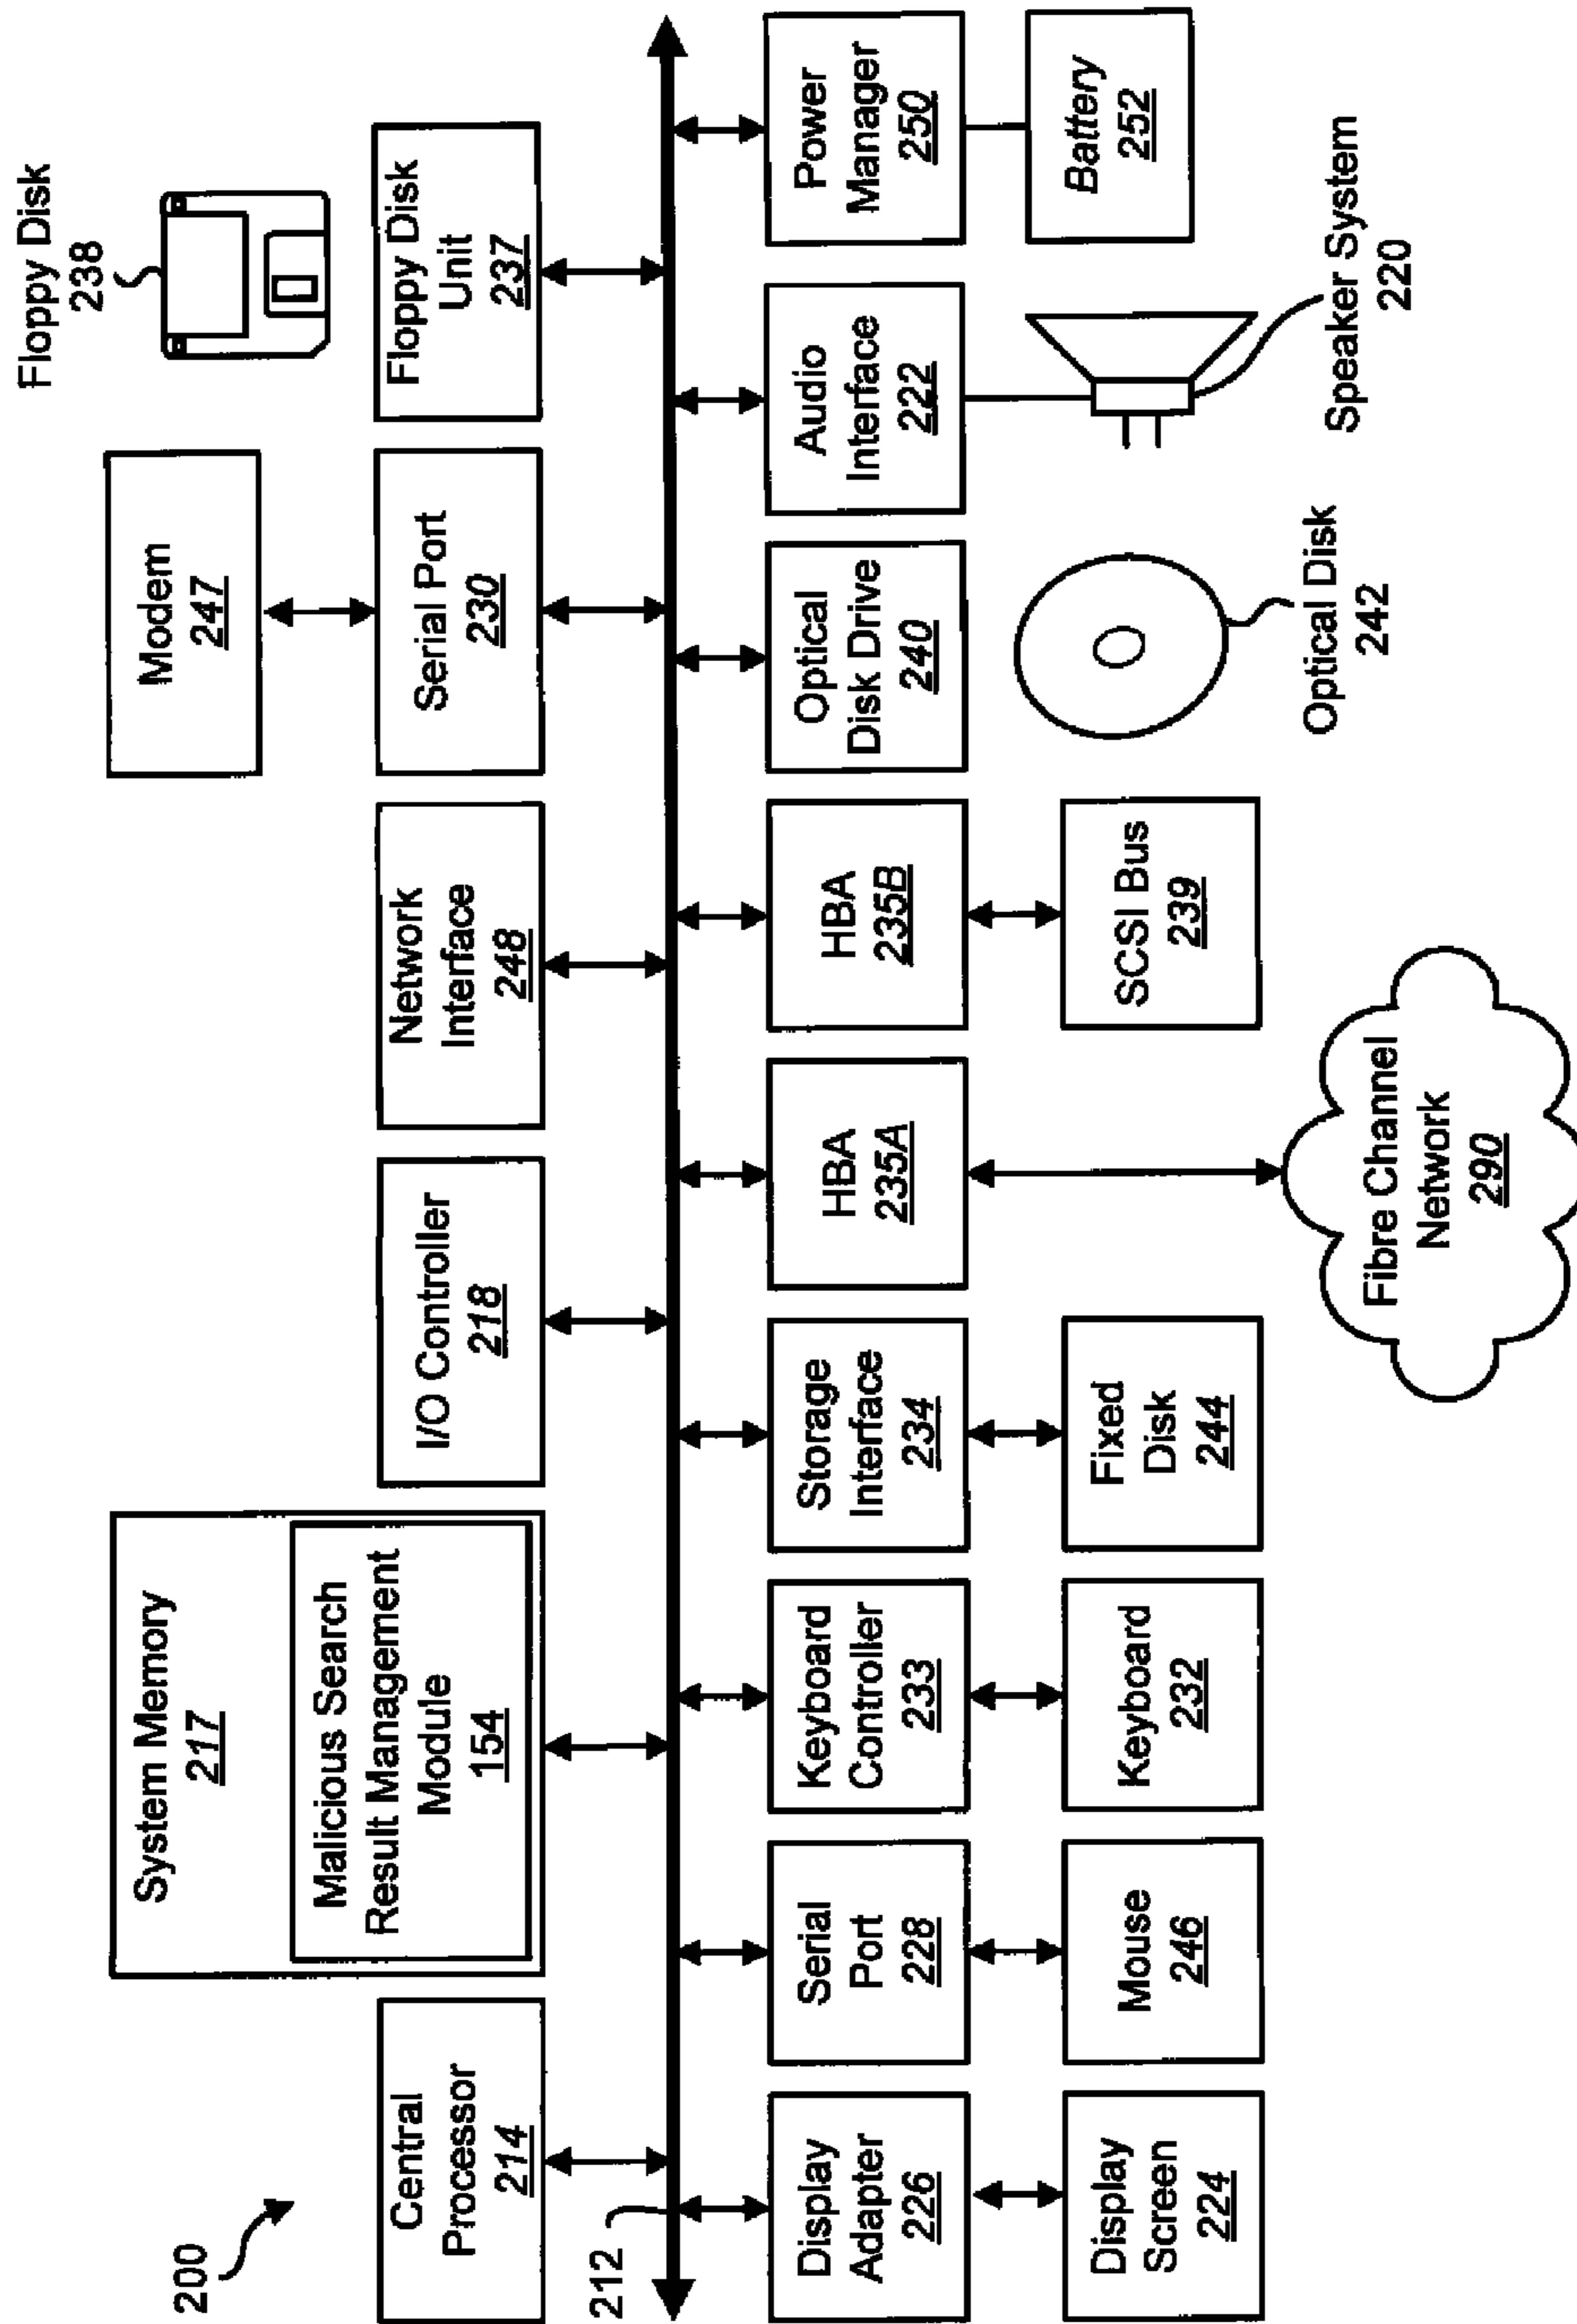 200
Central
Processor
214
System Memory
217
Malicious Search
Result Management
Module
154
I/O Controller
218
Network
Interface
248
Modem
247
Serial Port
230
Floppy Disk
238
Floppy Disk
Unit
237
212
Display
Adapter
226
Serial
Port
228
Keyboard
Controller
233
Storage
Interface
234
HBA
235A
HBA
235B
Optical
Disk Drive
240
Audio
Interface
222
Power
Manager
250
Display
Screen
224
Mouse
246
Keyboard
232
Fixed
Disk
244
Fibre Channel
Network
290
SCSI Bus
239
Optical Disk
242
Speaker System
220
Battery
252